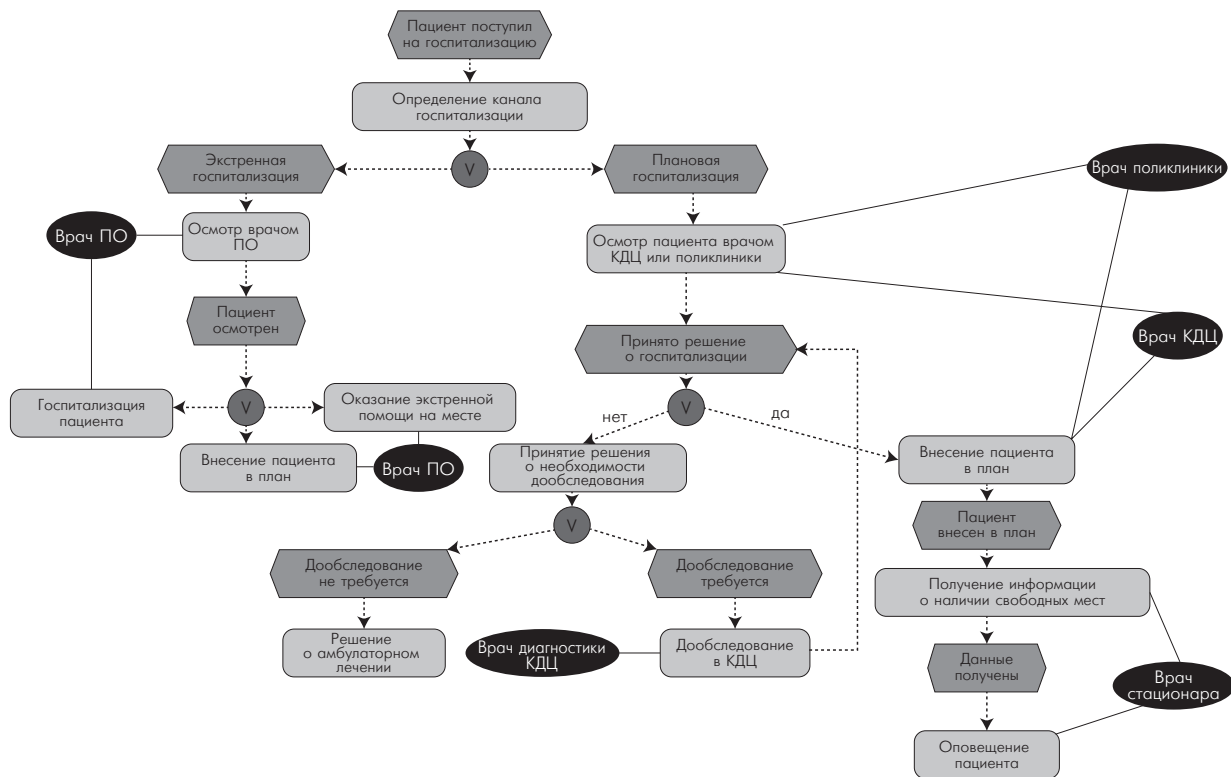 Пациент поступил
на госпитализацию
Определение канала
госпитализации
Экстренная
госпитализация
V
Плановая
госпитализация
Врач поликлиники
Врач ПО
Осмотр врачом
ПО
Осмотр пациента врачом
КДЦ или поликлиники
Пациент
осмотрен
Принято решение
о госпитализации
Врач КДЦ
Госпитализация
пациента
V
Оказание экстренной
помощи на месте
V
нет
да
Внесение пациента
в план
Врач ПО
Принятие решения
о необходимости
дообследования
Внесение пациента
в план
V
Пациент
внесен в план
Дообследование
не требуется
Дообследование
требуется
Получение информации
о наличии свободных мест
Решение
о амбулаторном
лечении
Врач диагностики
КДЦ
Дообследование
в КДЦ
Данные
получены
Врач
стационара
Оповещение
пациента